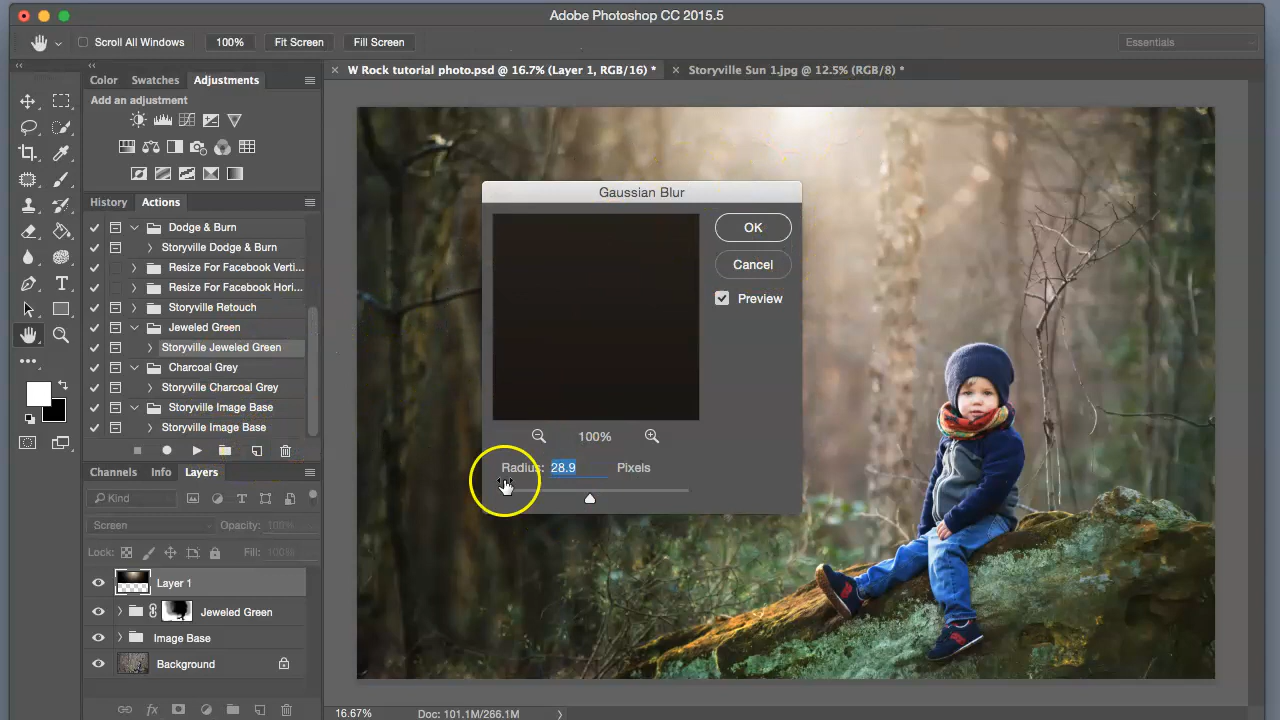 Adobe Photoshop CC 2015.5
Scroll All Windows 100% Fit Screen Fill Screen Essentials
× W Rock tutorial photo.psd @ 16.7% (Layer 1, RGB/16) * × Storyville Sun 1.jpg @ 12.5% (RGB/8) *
Color Swatches Adjustments
Add an adjustment
History Actions
Dodge & Burn
Storyville Dodge & Burn
Resize For Facebook Verti...
Resize For Facebook Hori...
Storyville Retouch
Jeweled Green
Storyville Jeweled Green
Charcoal Grey
Storyville Charcoal Grey
Storyville Image Base
Storyville Image Base
Channels Info Layers
Kind
Screen Opacity: 100%
Lock: Fill: 100%
Layer 1
Jeweled Green
Image Base
Background
fx
Gaussian Blur
OK
Cancel
Preview
100%
Radius: 28.9 Pixels
16.67% Doc: 101.1M/266.1M